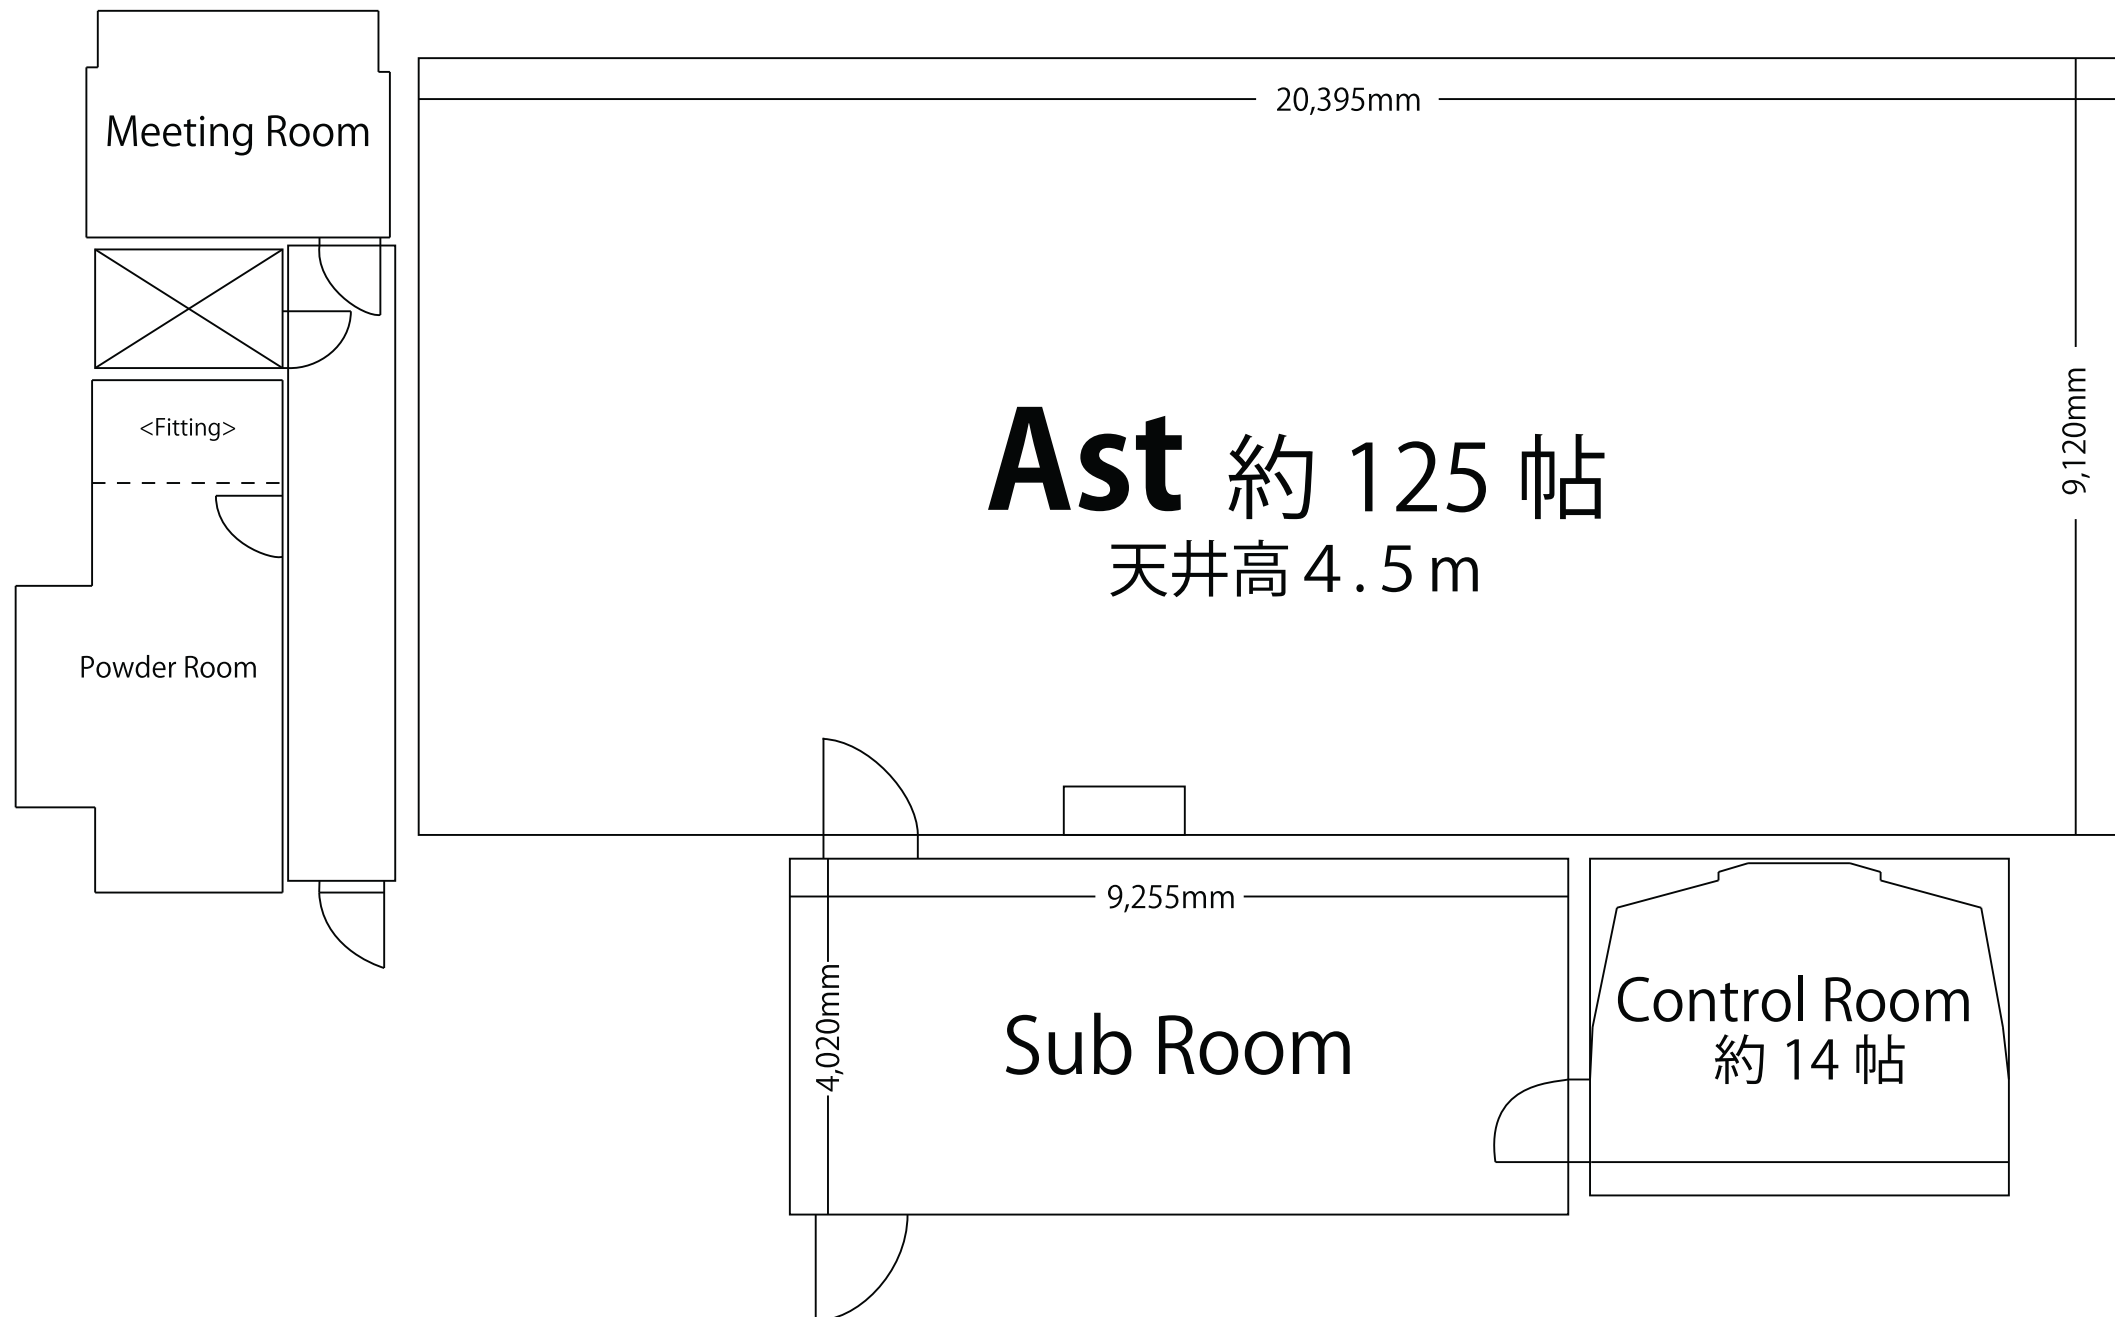 Meeting Room
20,395mm
9,120mm
<Fitting>
Ast 約 125 帖
天井高4.5m
Powder Room
9,255mm
4,020mm
Sub Room
Control Room
約 14 帖